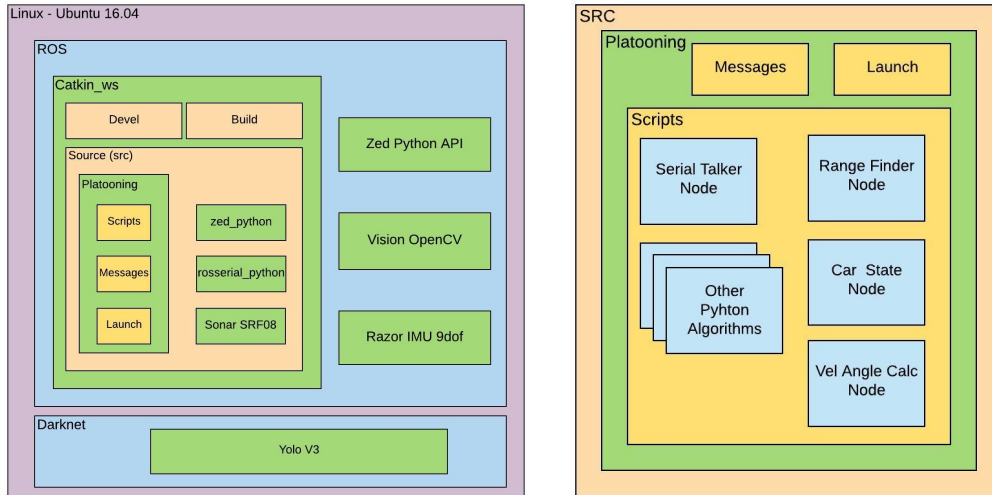 Linux - Ubuntu 16.04
ROS
Catkin_ws
Devel
Build
Source (src)
Platooning
Scripts
Messages
Launch
zed_python
rosserial_python
Sonar SRF08
Zed Python API
Vision OpenCV
Razor IMU 9dof
Darknet
Yolo V3
SRC
Platooning
Messages
Launch
Scripts
Serial Talker
Node
Range Finder
Node
Other
Pyhton
Algorithms
Car State
Node
Vel Angle Calc
Node